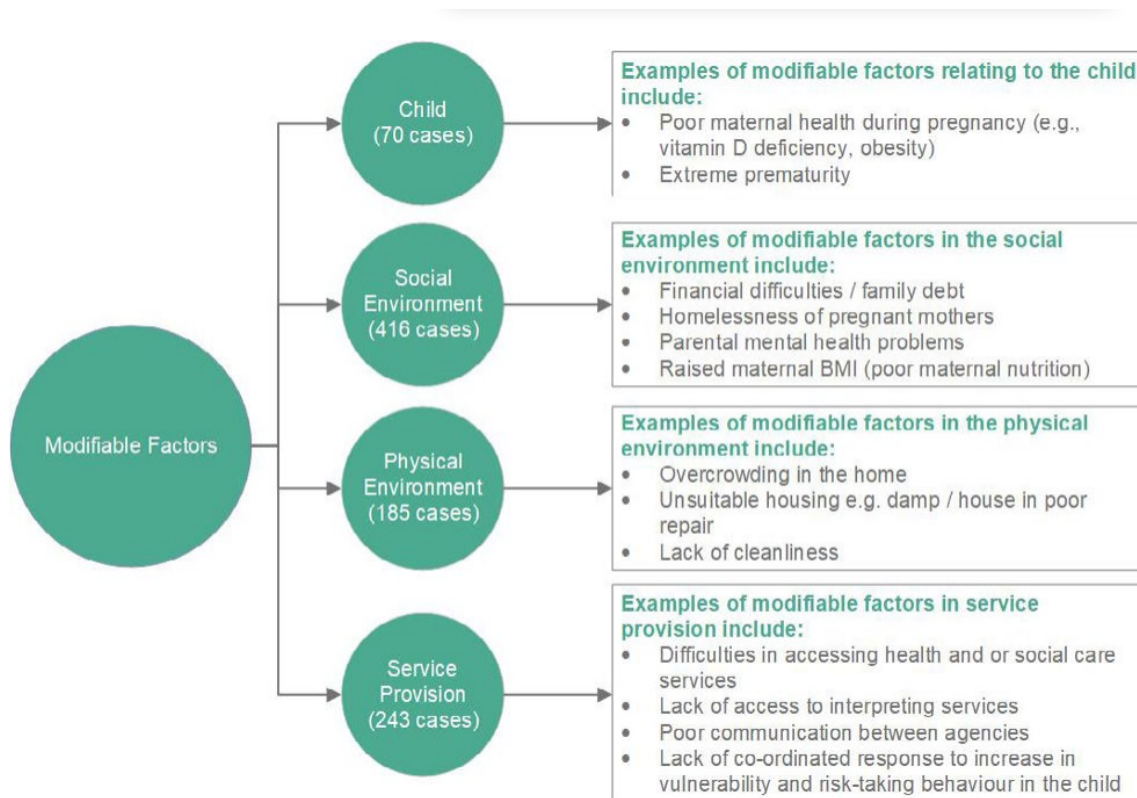 Modifiable Factors
Child
(70 cases)
Examples of modifiable factors relating to the child
include:
• Poor maternal health during pregnancy (e.g.,
vitamin D deficiency, obesity)
• Extreme prematurity
Social
Environment
(416 cases)
Examples of modifiable factors in the social
environment include:
• Financial difficulties / family debt
• Homelessness of pregnant mothers
• Parental mental health problems
• Raised maternal BMI (poor maternal nutrition)
Physical
Environment
(185 cases)
Examples of modifiable factors in the physical
environment include:
• Overcrowding in the home
• Unsuitable housing e.g. damp / house in poor
repair
• Lack of cleanliness
Service
Provision
(243 cases)
Examples of modifiable factors in service
provision include:
• Difficulties in accessing health and or social care
services
• Lack of access to interpreting services
• Poor communication between agencies
• Lack of co-ordinated response to increase in
vulnerability and risk-taking behaviour in the child